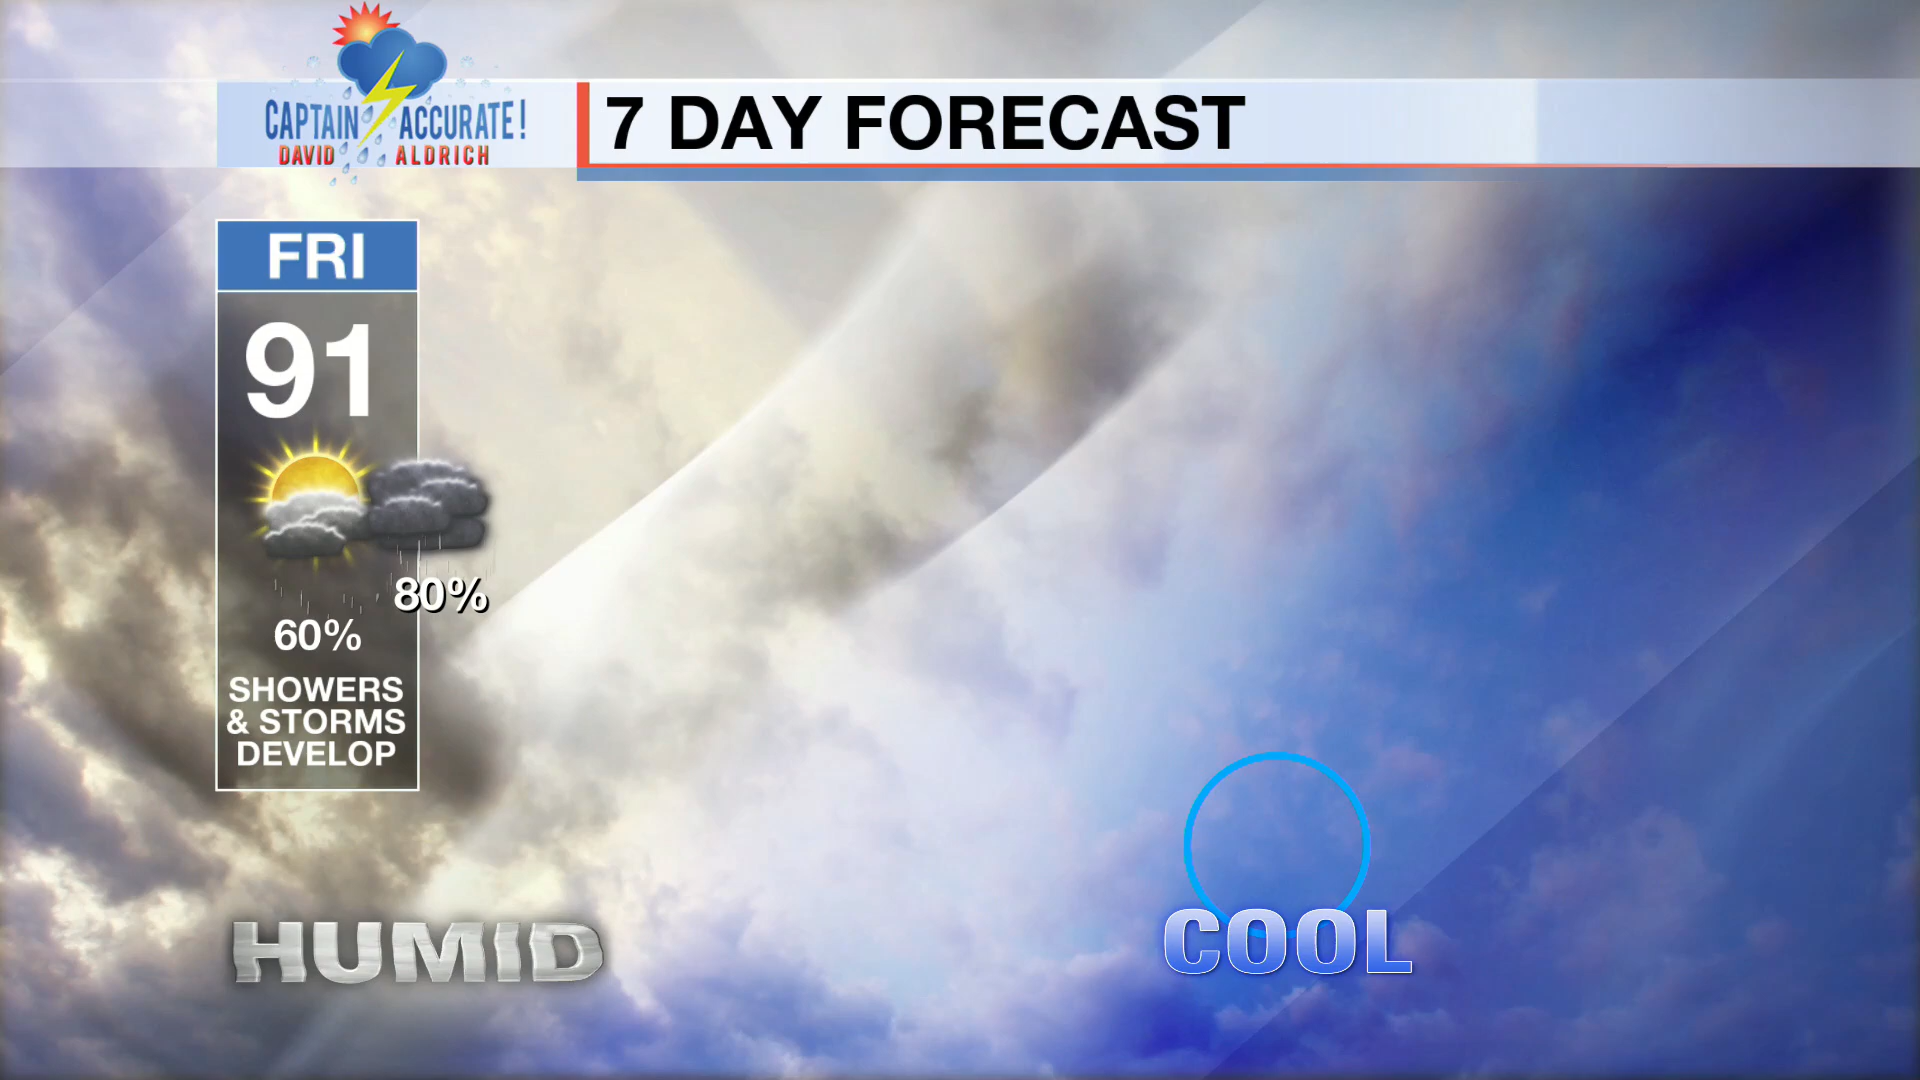 CAPTAIN ACCURATE!
DAVID ALDRICH
7 DAY FORECAST
FRI
91
80%
60%
SHOWERS
& STORMS
DEVELOP
HUMID
COOL